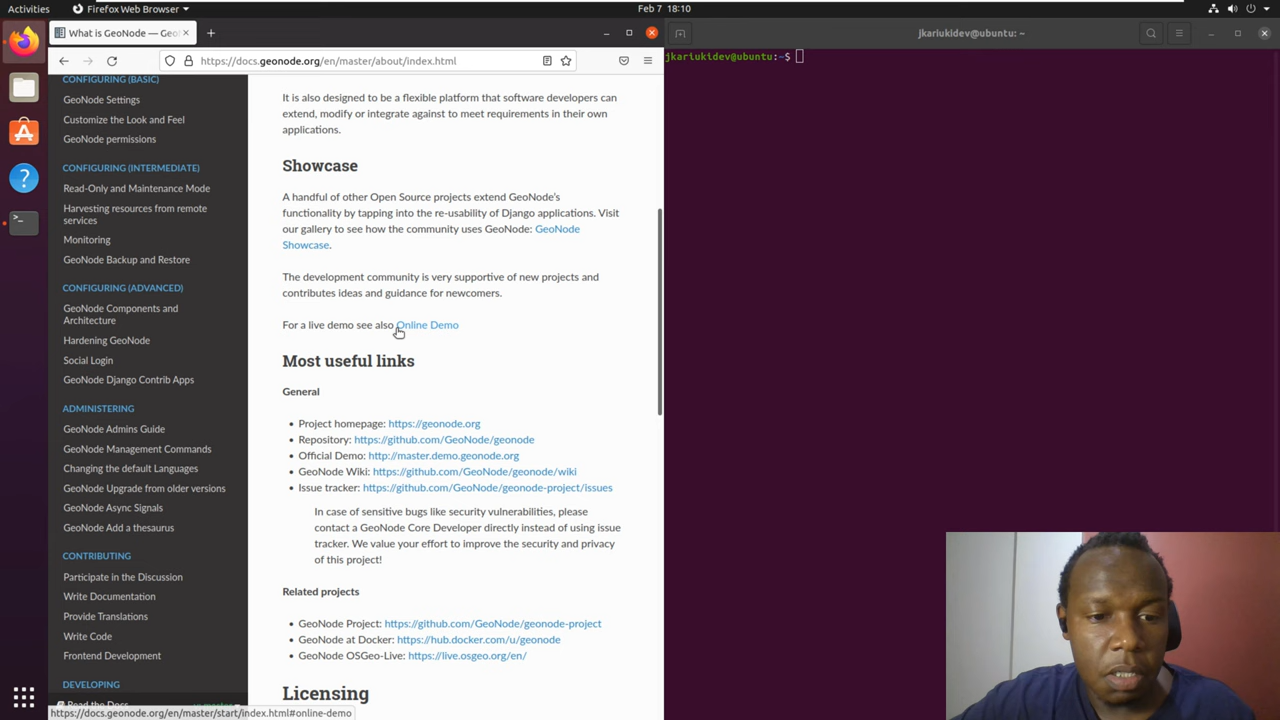 Activities
Firefox Web Browser
Feb 7 18:10
What is GeoNode — Geo
https://docs.geonode.org/en/master/about/index.html
CONFIGURING (BASIC)
GeoNode Settings
Customize the Look and Feel
GeoNode permissions
CONFIGURING (INTERMEDIATE)
Read-Only and Maintenance Mode
Harvesting resources from remote
services
Monitoring
GeoNode Backup and Restore
CONFIGURING (ADVANCED)
GeoNode Components and
Architecture
Hardening GeoNode
Social Login
GeoNode Django Contrib Apps
ADMINISTERING
GeoNode Admins Guide
GeoNode Management Commands
Changing the default Languages
GeoNode Upgrade from older versions
GeoNode Async Signals
GeoNode Add a thesaurus
CONTRIBUTING
Participate in the Discussion
Write Documentation
Provide Translations
Write Code
Frontend Development
DEVELOPING
Read the Docs
https://docs.geonode.org/en/master/start/index.html#online-demo
It is also designed to be a flexible platform that software developers can
extend, modify or integrate against to meet requirements in their own
applications.
Showcase
A handful of other Open Source projects extend GeoNode's
functionality by tapping into the re-usability of Django applications. Visit
our gallery to see how the community uses GeoNode: GeoNode
Showcase.
The development community is very supportive of new projects and
contributes ideas and guidance for newcomers.
For a live demo see also Online Demo
Most useful links
General
• Project homepage: https://geonode.org
• Repository: https://github.com/GeoNode/geonode
• Official Demo: http://master.demo.geonode.org
• GeoNode Wiki: https://github.com/GeoNode/geonode/wiki
• Issue tracker: https://github.com/GeoNode/geonode-project/issues
In case of sensitive bugs like security vulnerabilities, please
contact a GeoNode Core Developer directly instead of using issue
tracker. We value your effort to improve the security and privacy
of this project!
Related projects
• GeoNode Project: https://github.com/GeoNode/geonode-project
• GeoNode at Docker: https://hub.docker.com/u/geonode
• GeoNode OSGeo-Live: https://live.osgeo.org/en/
Licensing
jkariukidev@ubuntu: ~
jkariukidev@ubuntu:~$